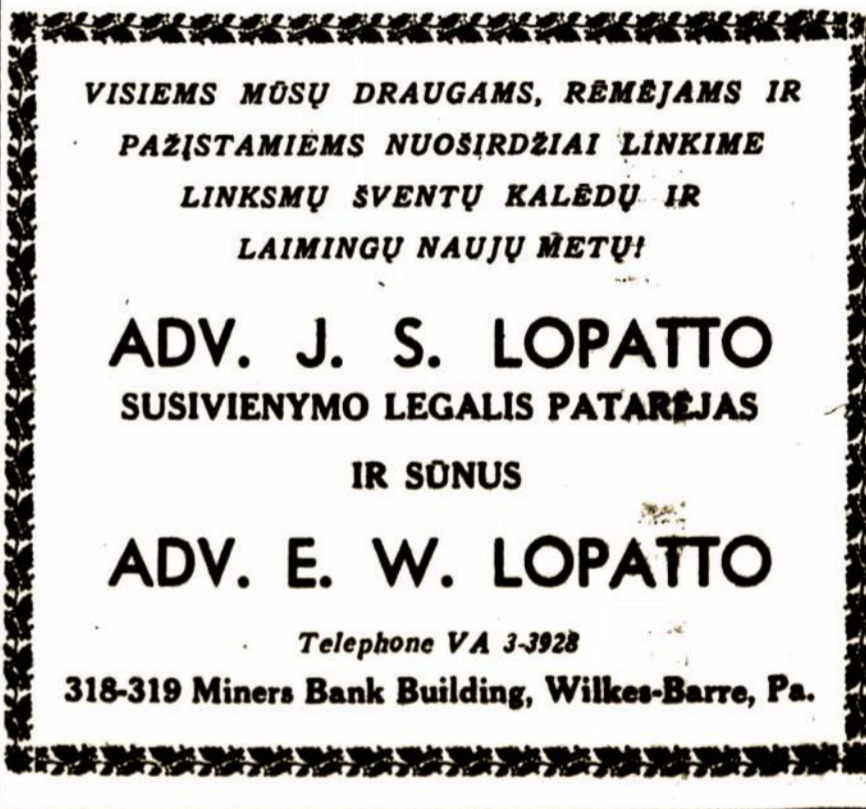 VISIEMS MŪSŲ DRAUGAMS, RĖMĖJAMS IR
PAŽĮSTAMIEMS NUOŠIRDŽIAI LINKIME
LINKSMŲ ŠVENTŲ KALĖDŲ IR
LAIMINGŲ NAUJŲ METŲ!
ADV. J. S. LOPATTO
SUSIVIENYMO LEGALIS PATARĖJAS
IR SŪNUS
ADV. E. W. LOPATTO
Telephone VA 3-3928
318-319 Miners Bank Building, Wilkes-Barre, Pa.